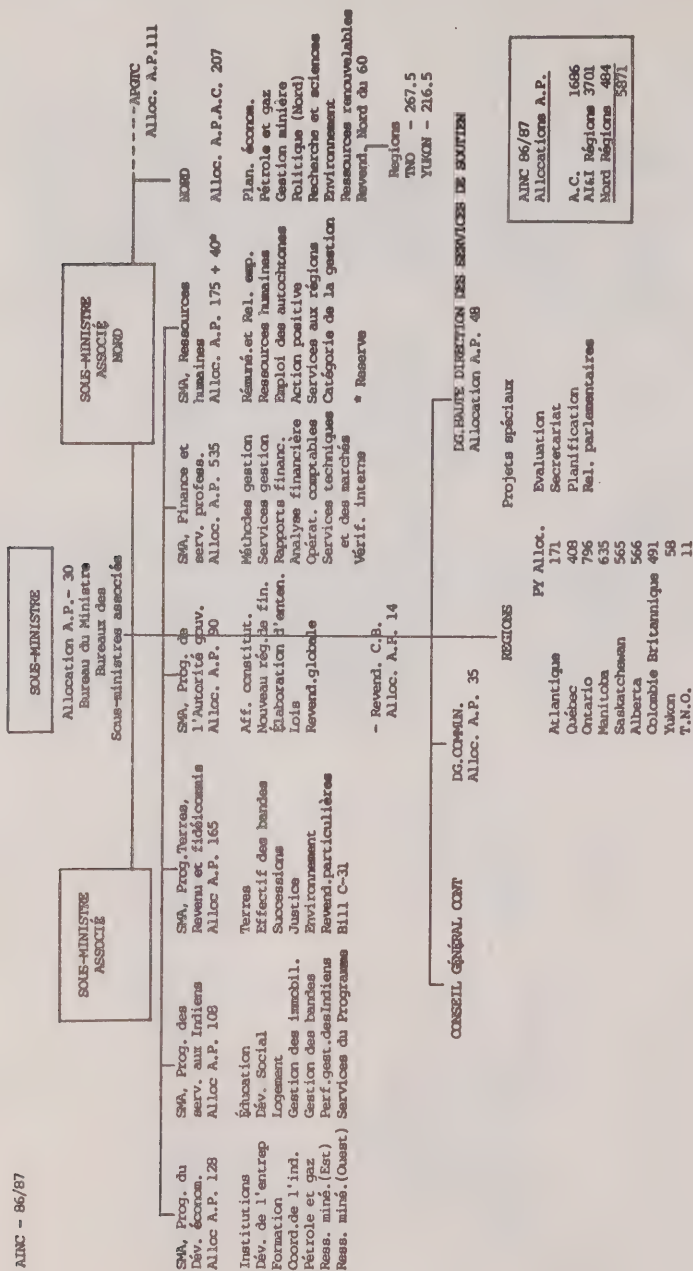 AINC - 86/87
SOUS-MINISTRE
Allocation A.P.- 30
Bureau du Ministre
Bureaux des
Sous-ministres associés
SOUS-MINISTRE
ASSOCIÉ
SOUS-MINISTRE
ASSOCIÉ
NORD
-----APGTC
Alloc. A.P.111
SMA, Prog. du
Dév. économ.
Alloc A.P. 128
Institutions
Dév. de l'entrep
Formation
Coord.de l'ind.
Pétrole et gaz
Ress. miné.(Est)
Ress. miné.(Ouest)
SMA, Prog. des
serv. aux Indiens
Alloc A.P. 108
Éducation
Dév. Social
Logement
Gestion des immobil.
Gestion des bandes
Perf.gest.desIndiens
Services du Programme
SMA, Prog.Terres,
Revenu et fidéicomis
Alloc A.P. 165
Terres
Effectif des bandes
Successions
Justice
Environnement
Revend.particulières
Bill C-31
SMA, Prog. de
l'Autorité gouv.
Alloc. A.P. 90
Aff. constitut.
Nouveau rég.de fin.
Élaboration d'enten.
Lois
Revend.globale
SMA, Finance et
serv. profess.
Alloc. A.P. 535
Méthodes gestion
Services gestion
Rapports financ.
Analyse financière
Opérat. comptables
Services techniques
et des marchés
Vérif. interne
SMA, Ressources
humaines
Alloc. A.P. 175 + 40*
Rémuné.et Rel. emp.
Ressources humaines
Emploi des autochtones
Action positive
Services aux régions
Catégorie de la gestion
* Reserve
NORD
Alloc. A.P.A.C. 207
Plan. économ.
Pétrole et gaz
Gestion minière
Politique (Nord)
Recherche et sciences
Environnement
Ressources renouvelables
Revend. Nord du 60
Regions
TNO - 267.5
YUKON - 216.5
- Revend. C.B.
Alloc. A.P. 14
CONSEIL GÉNÉRAL CONT
DG.COMMUN.
Alloc. A.P. 35
DG.HAUTE DIRECTION DES SERVICES DE SOUTIEN
Allocation A.P. 48
Projets spéciaux
Evaluation
Secretariat
Planification
Rel. parlementaires
REGIONS
PY Allot.
Atlantique 171
Québec 408
Ontario 796
Manitoba 635
Saskatchewan 565
Alberta 566
Colombie Britannique 491
Yukon 58
T.N.O. 11
AINC 86/87
Allocations A.P.
A.C. 1686
AI&I Régions 3701
Nord Régions 484
5871